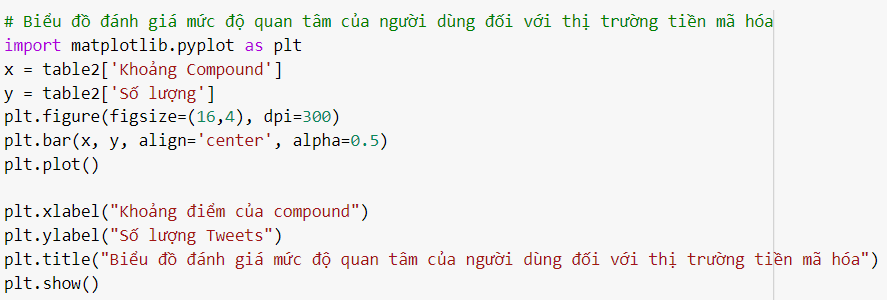 # Biểu đồ đánh giá mức độ quan tâm của người dùng đối với thị trường tiền mã hóa
import matplotlib.pyplot as plt
x = table2['Khoảng Compound']
y = table2['Số lượng']
plt.figure(figsize=(16,4), dpi=300)
plt.bar(x, y, align='center', alpha=0.5)
plt.plot()
plt.xlabel("Khoảng điểm của compound")
plt.ylabel("Số lượng Tweets")
plt.title("Biểu đồ đánh giá mức độ quan tâm của người dùng đối với thị trường tiền mã hóa")
plt.show()